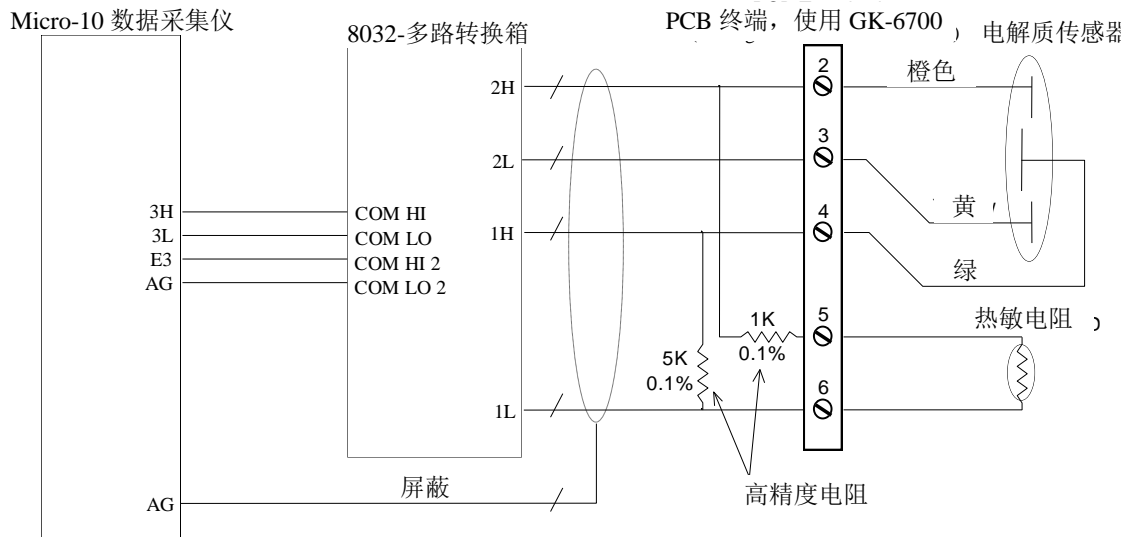 Micro-10 数据采集仪
8032-多路转换箱
PCB 终端，使用 GK-6700
) 电解质传感器
2H
2
橙色
2L
3
黄
3H
COM HI
3L
COM LO
1H
4
E3
COM HI 2
AG
COM LO 2
绿
热敏电阻
1K
0.1%
5
5K
0.1%
6
1L
屏蔽
AG
高精度电阻